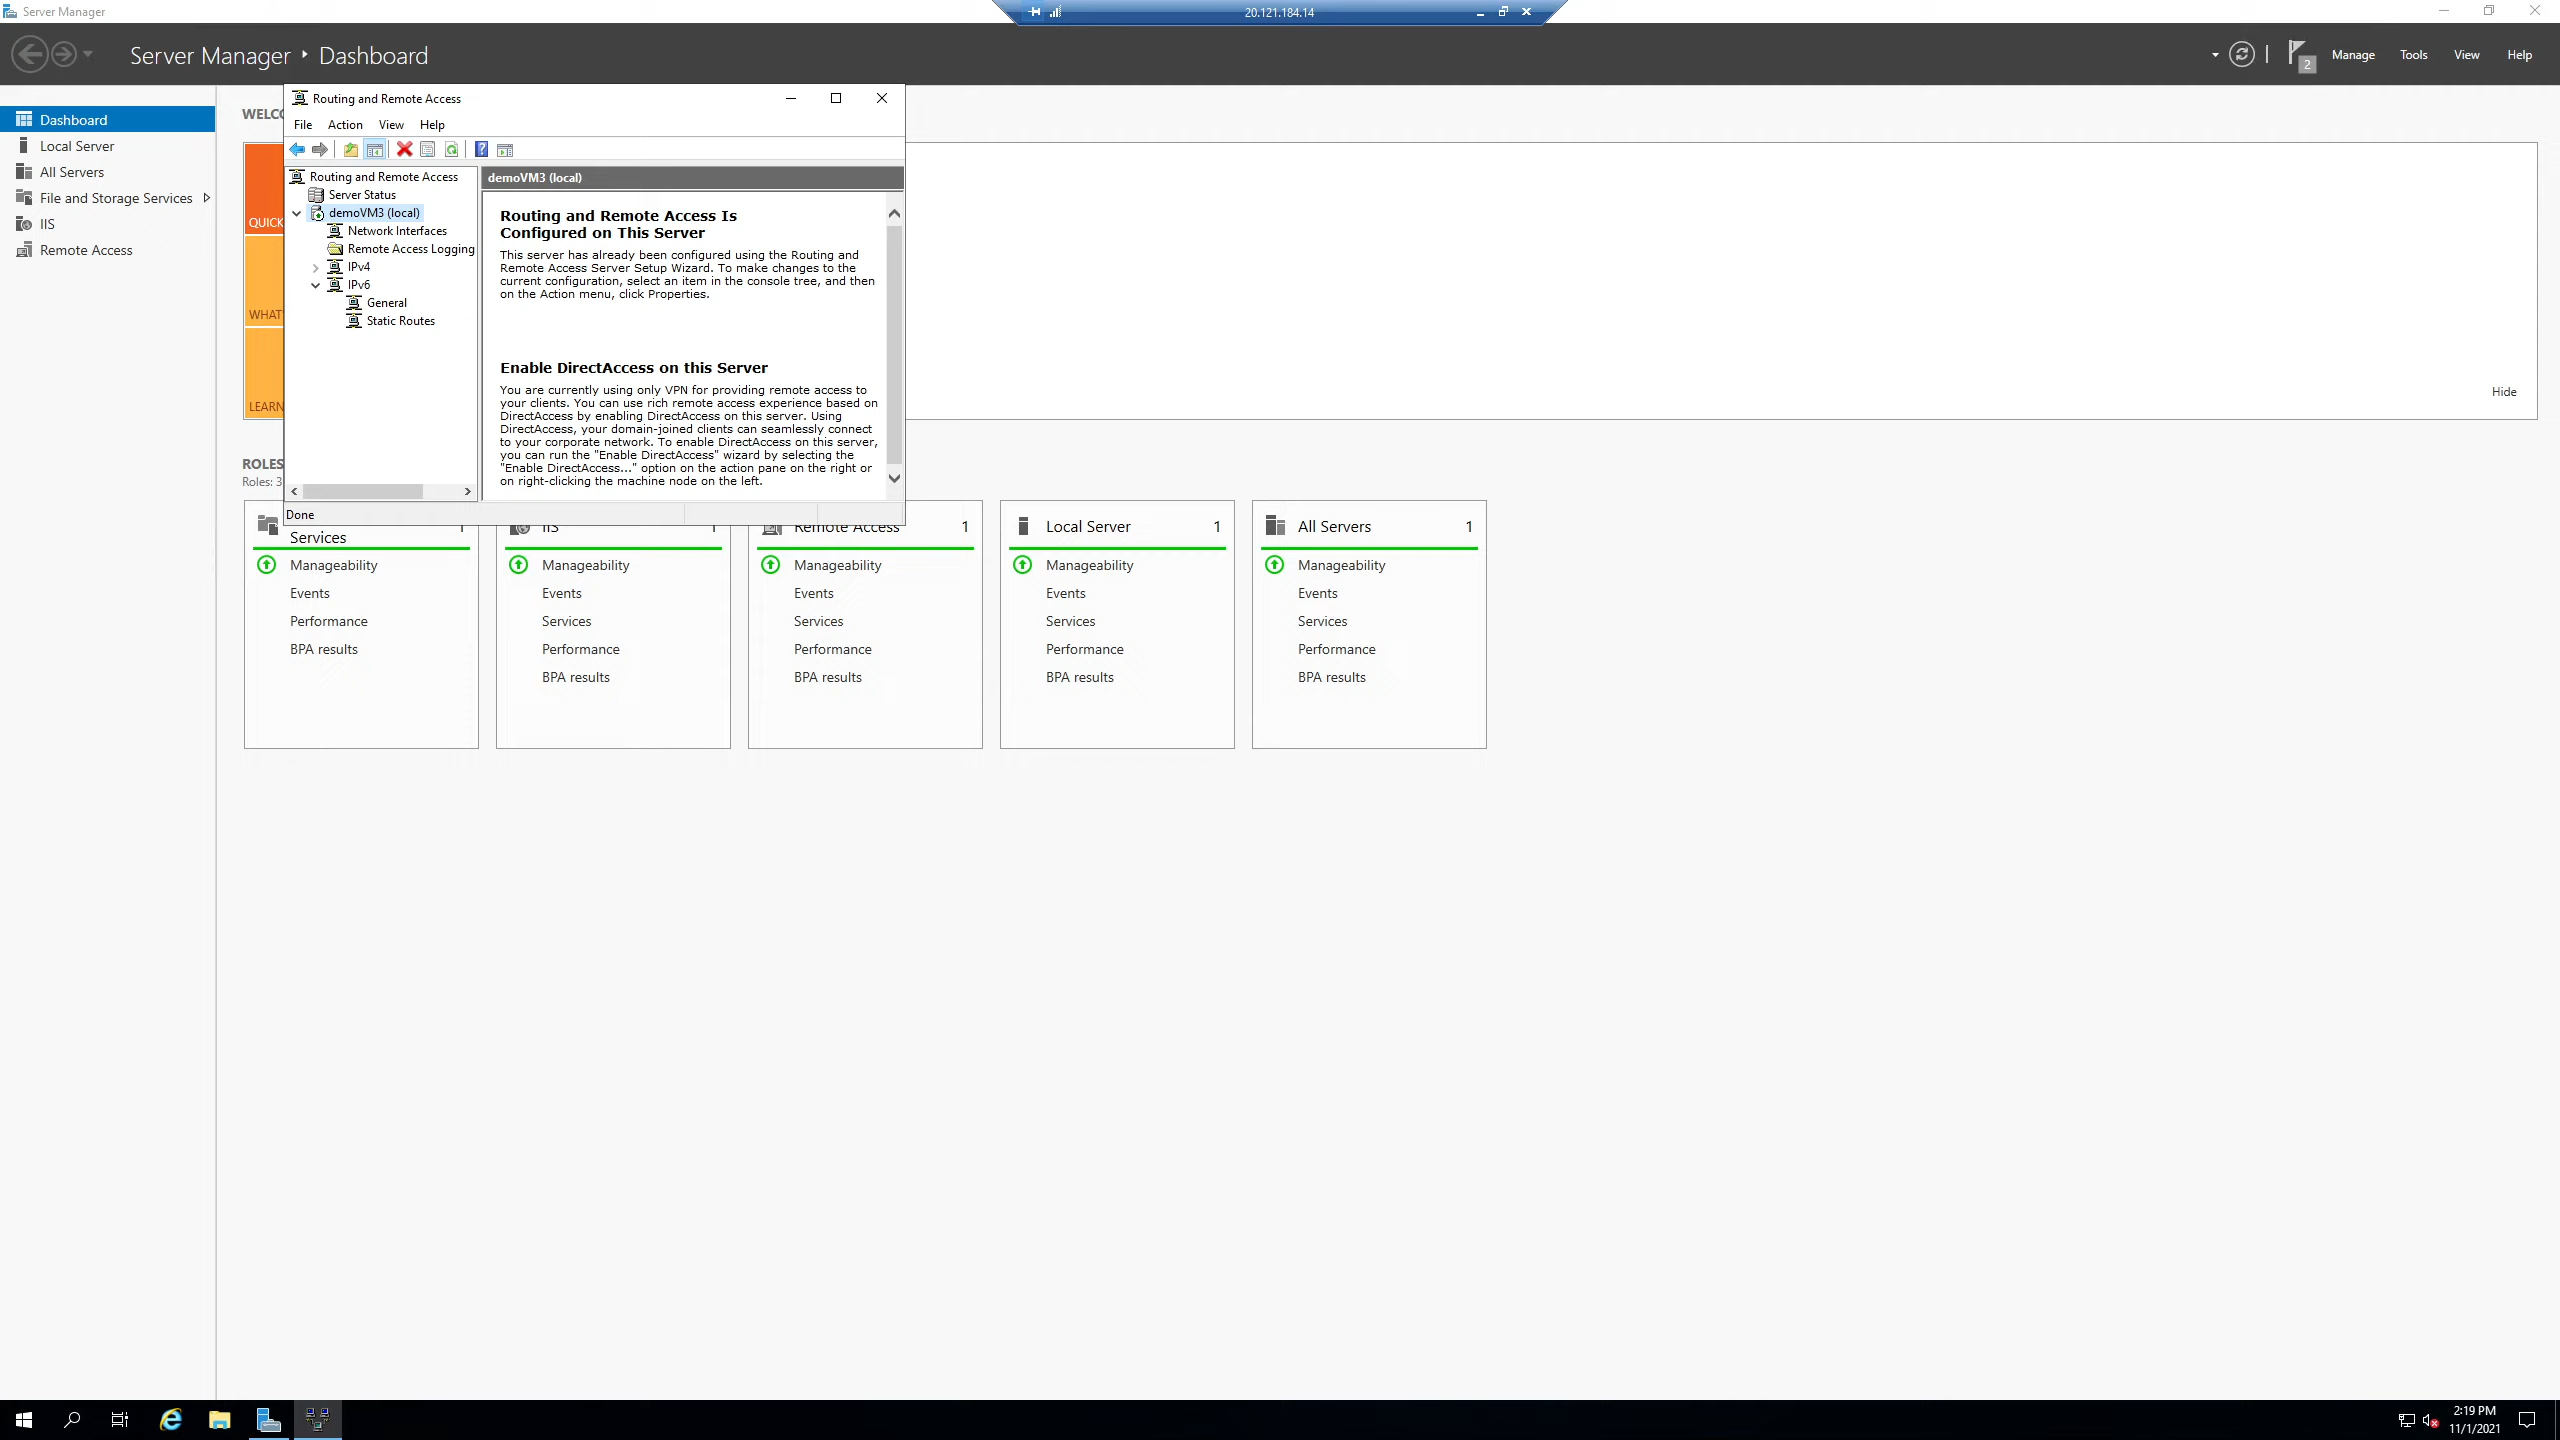 Server Manager
20.121.184.14
Server Manager ‣ Dashboard
2
Manage
Tools
View
Help
Dashboard
Local Server
All Servers
File and Storage Services
IIS
Remote Access
WELCO
QUICK
WHAT'
LEARN
Hide
Routing and Remote Access
File
Action
View
Help
Routing and Remote Access
Server Status
demoVM3 (local)
Network Interfaces
Remote Access Logging
IPv4
IPv6
General
Static Routes
demoVM3 (local)
Routing and Remote Access Is
Configured on This Server
This server has already been configured using the Routing and
Remote Access Server Setup Wizard. To make changes to the
current configuration, select an item in the console tree, and then
on the Action menu, click Properties.
Enable DirectAccess on this Server
You are currently using only VPN for providing remote access to
your clients. You can use rich remote access experience based on
DirectAccess by enabling DirectAccess on this server. Using
DirectAccess, your domain-joined clients can seamlessly connect
to your corporate network. To enable DirectAccess on this server,
you can run the "Enable DirectAccess" wizard by selecting the
"Enable DirectAccess..." option on the action pane on the right or
on right-clicking the machine node on the left.
Done
ROLES
Roles: 3
Services
1
Manageability
Events
Performance
BPA results
IIS
1
Manageability
Events
Services
Performance
BPA results
Remote Access
1
Manageability
Events
Services
Performance
BPA results
Local Server
1
Manageability
Events
Services
Performance
BPA results
All Servers
1
Manageability
Events
Services
Performance
BPA results
2:19 PM
11/1/2021